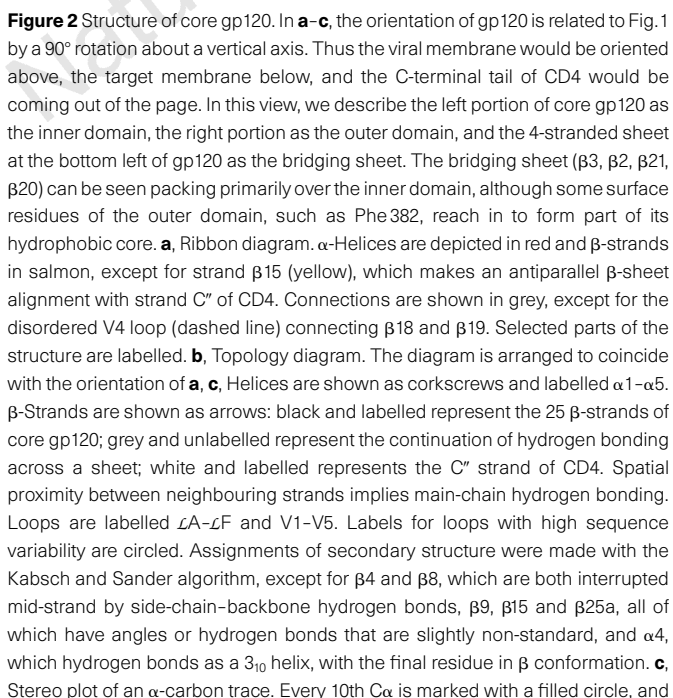 Figure 2 Structure of core gp120. In a–c, the orientation of gp120 is related to Fig. 1
by a 90° rotation about a vertical axis. Thus the viral membrane would be oriented
above, the target membrane below, and the C-terminal tail of CD4 would be
coming out of the page. In this view, we describe the left portion of core gp120 as
the inner domain, the right portion as the outer domain, and the 4-stranded sheet
at the bottom left of gp120 as the bridging sheet. The bridging sheet (β3, β2, β21,
β20) can be seen packing primarily over the inner domain, although some surface
residues of the outer domain, such as Phe 382, reach in to form part of its
hydrophobic core. a, Ribbon diagram. α-Helices are depicted in red and β-strands
in salmon, except for strand β15 (yellow), which makes an antiparallel β-sheet
alignment with strand C″ of CD4. Connections are shown in grey, except for the
disordered V4 loop (dashed line) connecting β18 and β19. Selected parts of the
structure are labelled. b, Topology diagram. The diagram is arranged to coincide
with the orientation of a, c, Helices are shown as corkscrews and labelled α1–α5.
β-Strands are shown as arrows: black and labelled represent the 25 β-strands of
core gp120; grey and unlabelled represent the continuation of hydrogen bonding
across a sheet; white and labelled represents the C″ strand of CD4. Spatial
proximity between neighbouring strands implies main-chain hydrogen bonding.
Loops are labelled ℒA–ℒF and V1–V5. Labels for loops with high sequence
variability are circled. Assignments of secondary structure were made with the
Kabsch and Sander algorithm, except for β4 and β8, which are both interrupted
mid-strand by side-chain–backbone hydrogen bonds, β9, β15 and β25a, all of
which have angles or hydrogen bonds that are slightly non-standard, and α4,
which hydrogen bonds as a 3₁₀ helix, with the final residue in β conformation. c,
Stereo plot of an α-carbon trace. Every 10th Cα is marked with a filled circle, and